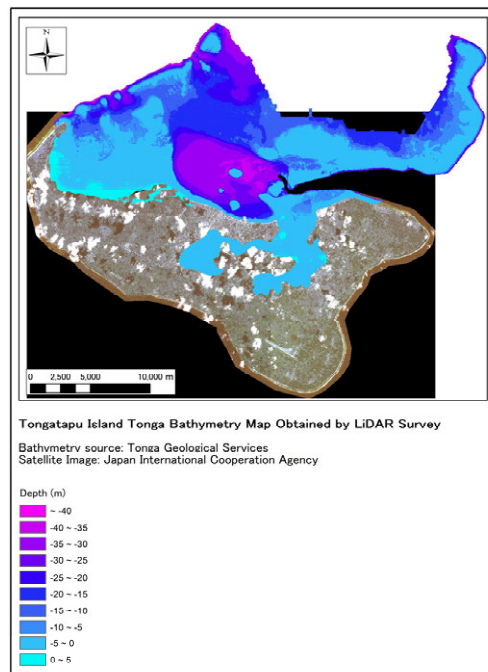 N
0 2,500 5,000 10,000 m
Tongatapu Island Tonga Bathymetry Map Obtained by LiDAR Survey
Bathymetry source: Tonga Geological Services
Satellite Image: Japan International Cooperation Agency
Depth (m)
~ -40
-40 ~ -35
-35 ~ -30
-30 ~ -25
-25 ~ -20
-20 ~ -15
-15 ~ -10
-10 ~ -5
-5 ~ 0
0 ~ 5